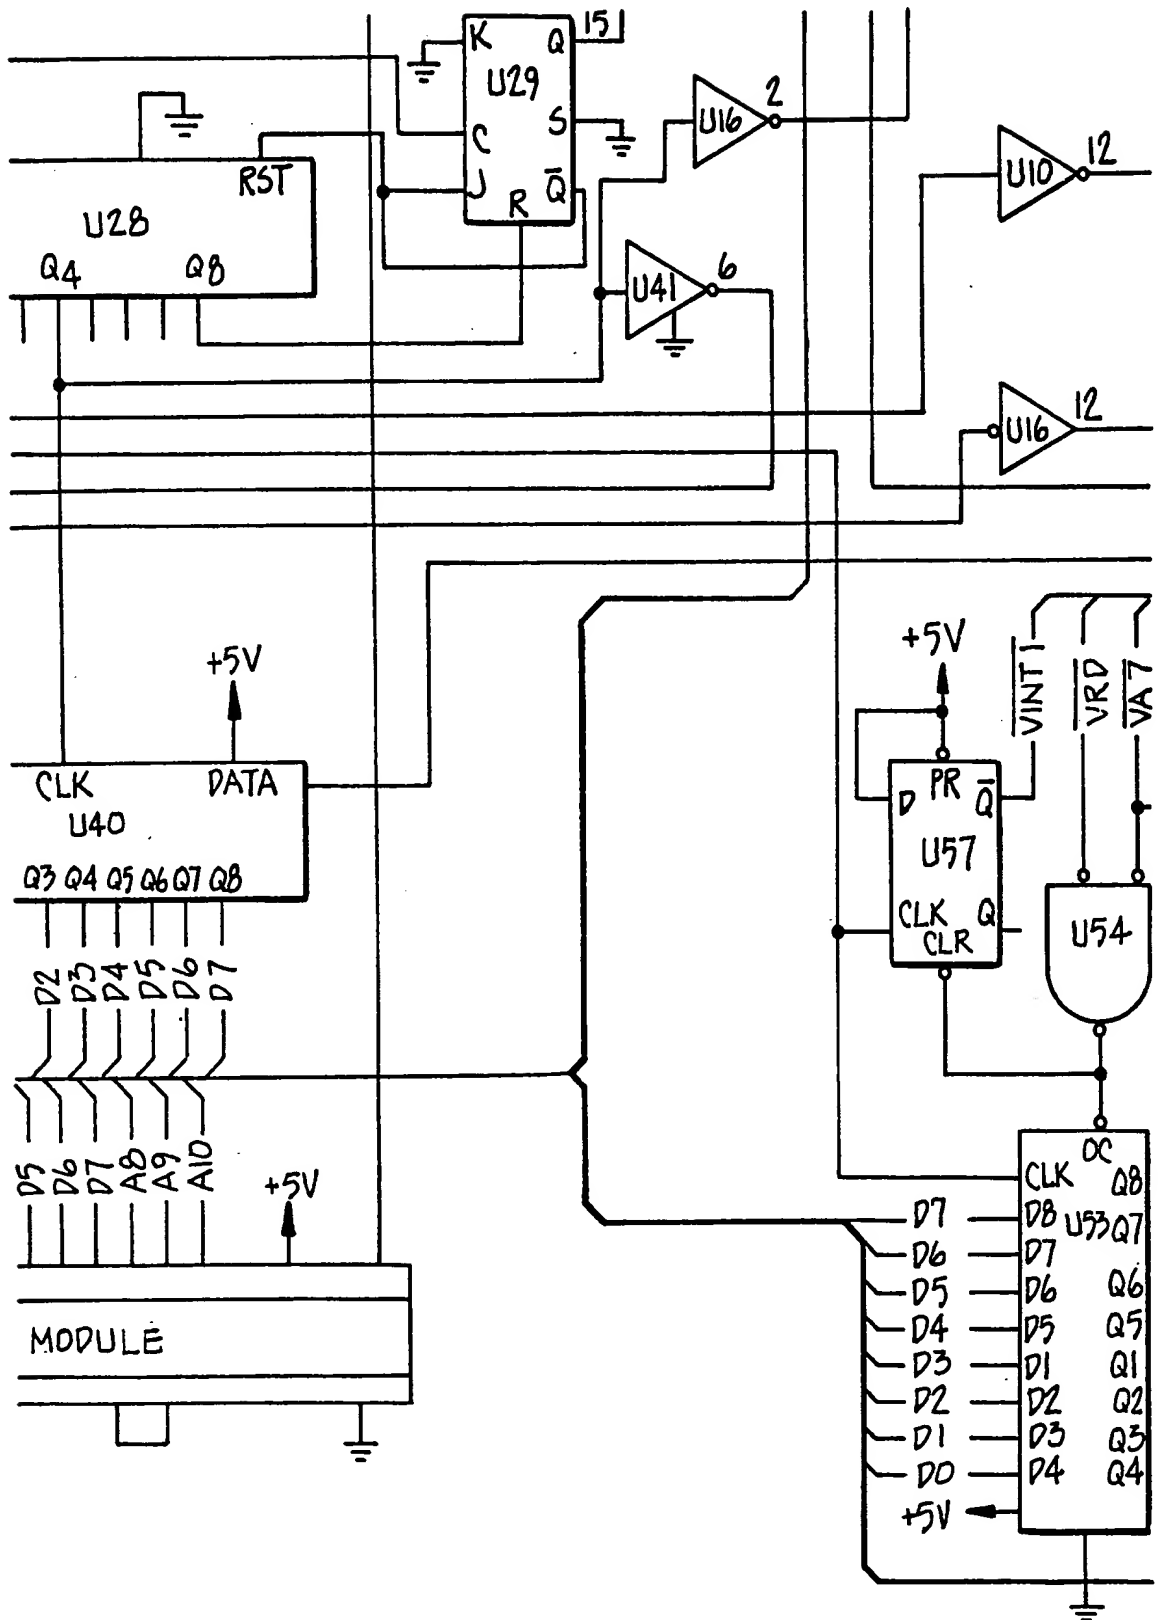 K Q 15
U29
S
C
J Q
R
U16 2
U10 12
RST
U28
Q4 Q8
U41 6
U16 12
+5V
CLK DATA
U40
Q3 Q4 Q5 Q6 Q7 Q8
D2 D3 D4 D5 D6 D7
D5 D6 D7 A8 A9 A10
+5V
MODULE
+5V
VINT 1
VRD
VA7
PR
D Q
U57
CLK Q
CLR
U54
OC
CLK Q8
D7 D8 U53 Q7
D6 D7
D5 D6 Q6
D4 D5 Q5
D3 D1 Q1
D2 D2 Q2
D1 D3 Q3
D0 D4 Q4
+5V